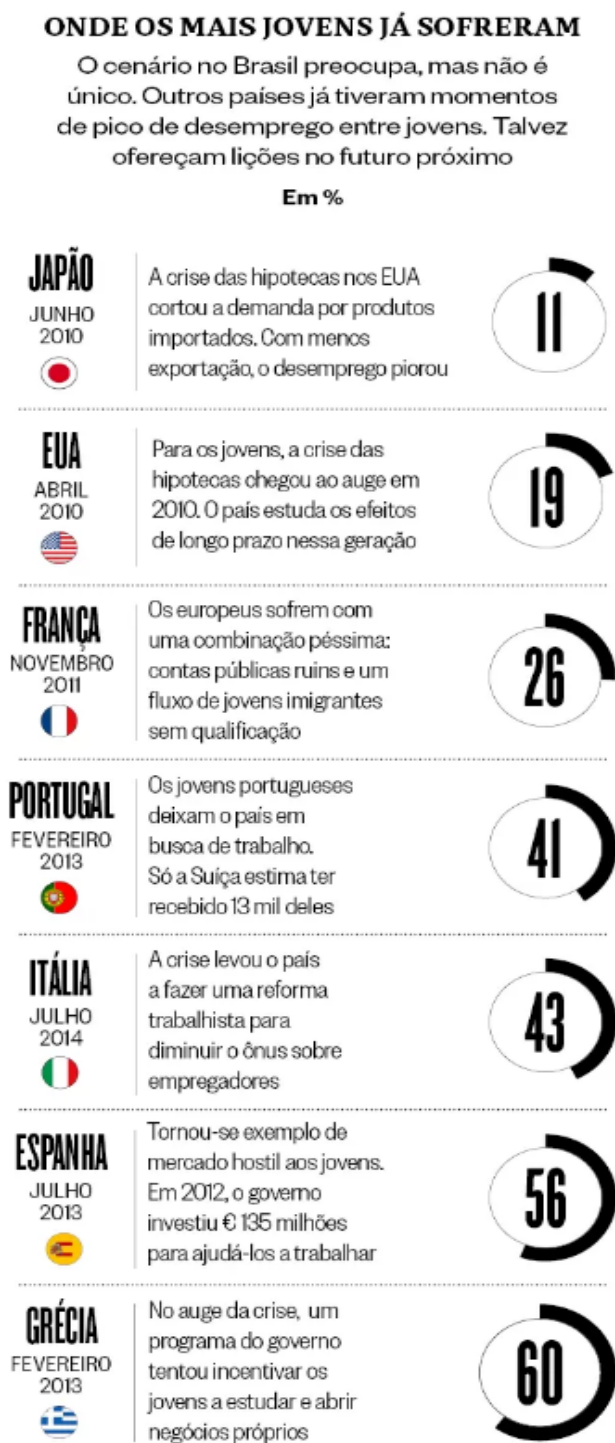 ONDE OS MAIS JOVENS JÁ SOFRERAM
O cenário no Brasil preocupa, mas não é
único. Outros países já tiveram momentos
de pico de desemprego entre jovens. Talvez
ofereçam lições no futuro próximo
Em %
JAPÃO
JUNHO
2010
A crise das hipotecas nos EUA
cortou a demanda por produtos
importados. Com menos
exportação, o desemprego piorou
11
EUA
ABRIL
2010
Para os jovens, a crise das
hipotecas chegou ao auge em
2010. O país estuda os efeitos
de longo prazo nessa geração
19
FRANÇA
NOVEMBRO
2011
Os europeus sofrem com
uma combinação péssima:
contas públicas ruins e um
fluxo de jovens imigrantes
sem qualificação
26
PORTUGAL
FEVEREIRO
2013
Os jovens portugueses
deixam o país em
busca de trabalho.
Só a Suíça estima ter
recebido 13 mil deles
41
ITÁLIA
JULHO
2014
A crise levou o país
a fazer uma reforma
trabalhista para
diminuir o ônus sobre
empregadores
43
ESPANHA
JULHO
2013
Tornou-se exemplo de
mercado hostil aos jovens.
Em 2012, o governo
investiu € 135 milhões
para ajudá-los a trabalhar
56
GRÉCIA
FEVEREIRO
2013
No auge da crise, um
programa do governo
tentou incentivar os
jovens a estudar e abrir
negócios próprios
60